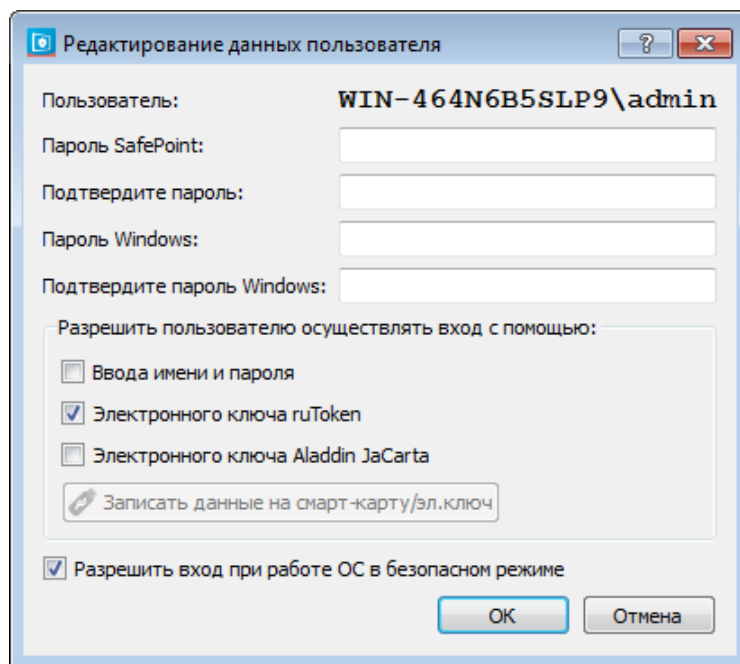 Редактирование данных пользователя
Пользователь: WIN-464N6B5SLP9\admin
Пароль SafePoint:
Подтвердите пароль:
Пароль Windows:
Подтвердите пароль Windows:
Разрешить пользователю осуществлять вход с помощью:
Ввода имени и пароля
Электронного ключа ruToken
Электронного ключа Aladdin JaCarta
Записать данные на смарт-карту/эл.ключ
Разрешить вход при работе ОС в безопасном режиме
OK Отмена